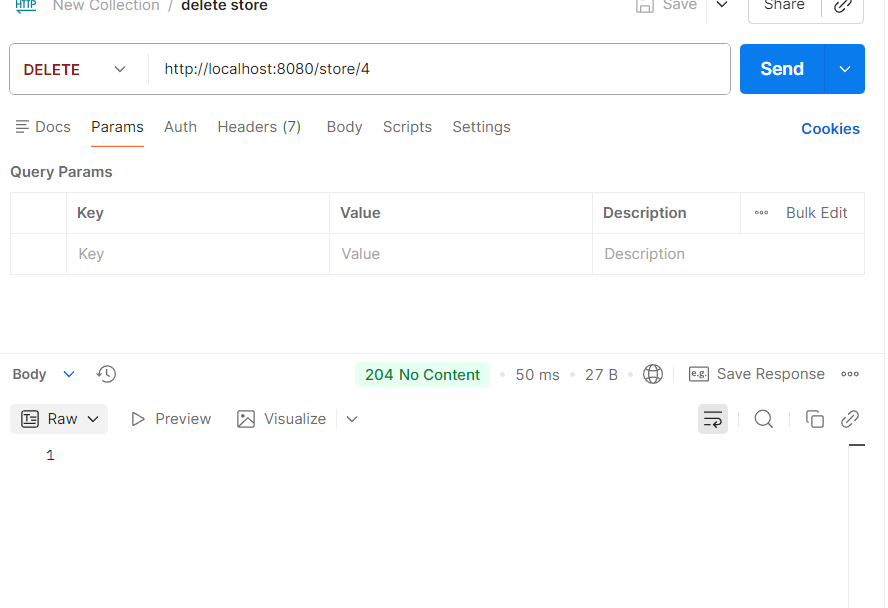 HTTP New Collection / delete store Save Share
DELETE http://localhost:8080/store/4 Send
Docs Params Auth Headers (7) Body Scripts Settings Cookies
Query Params
Key Value Description Bulk Edit
Key Value Description
Body 204 No Content 50 ms 27 B e.g. Save Response
Raw Preview Visualize
1